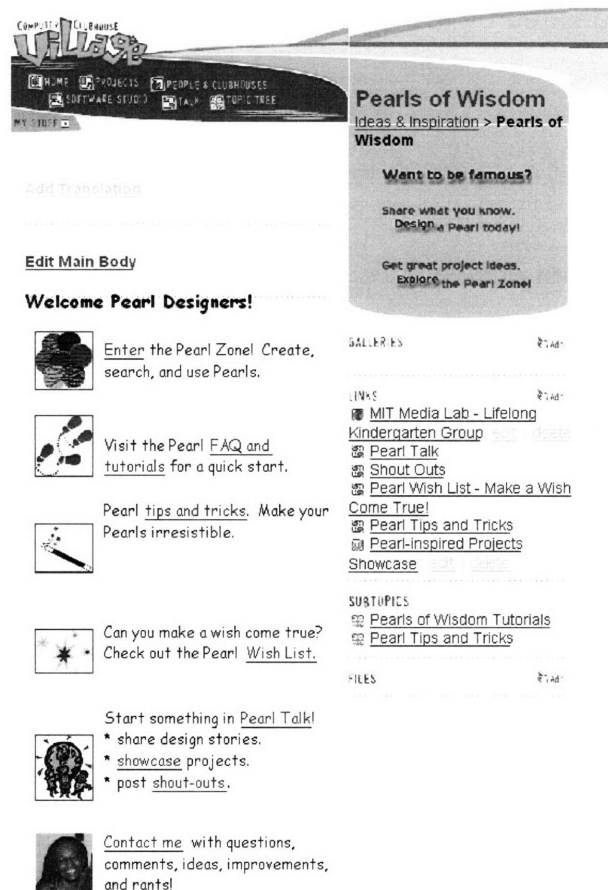 COMPUTER CLUBHOUSE
Village
HOME PROJECTS PEOPLE & CLUBHOUSES
SOFTWARE STUDIO TALK TOPIC TREE
MY STUFF
Add Translation
Edit Main Body
Welcome Pearl Designers!
Enter the Pearl Zone! Create,
search, and use Pearls.
Visit the Pearl FAQ and
tutorials for a quick start.
Pearl tips and tricks. Make your
Pearls irresistible.
Can you make a wish come true?
Check out the Pearl Wish List.
Start something in Pearl Talk!
* share design stories.
* showcase projects.
* post shout-outs.
Contact me with questions,
comments, ideas, improvements,
and rants!
Pearls of Wisdom
Ideas & Inspiration > Pearls of
Wisdom
Want to be famous?
Share what you know.
Design a Pearl today!
Get great project ideas.
Explore the Pearl Zone!
GALLERIES Add
LINKS Add
MIT Media Lab - Lifelong
Kindergarten Group edit | delete
Pearl Talk
Shout Outs
Pearl Wish List - Make a Wish
Come True!
Pearl Tips and Tricks
Pearl-inspired Projects
Showcase edit | delete
SUBTOPICS
Pearls of Wisdom Tutorials
Pearl Tips and Tricks
FILES Add